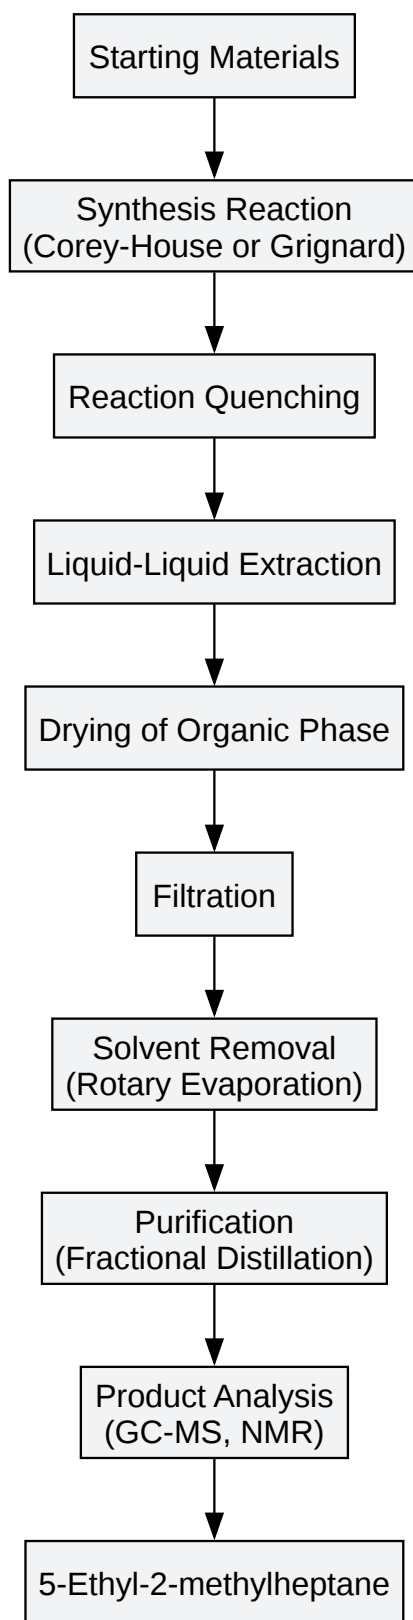 Starting Materials
Synthesis Reaction
(Corey-House or Grignard)
Reaction Quenching
Liquid-Liquid Extraction
Drying of Organic Phase
Filtration
Solvent Removal
(Rotary Evaporation)
Purification
(Fractional Distillation)
Product Analysis
(GC-MS, NMR)
5-Ethyl-2-methylheptane